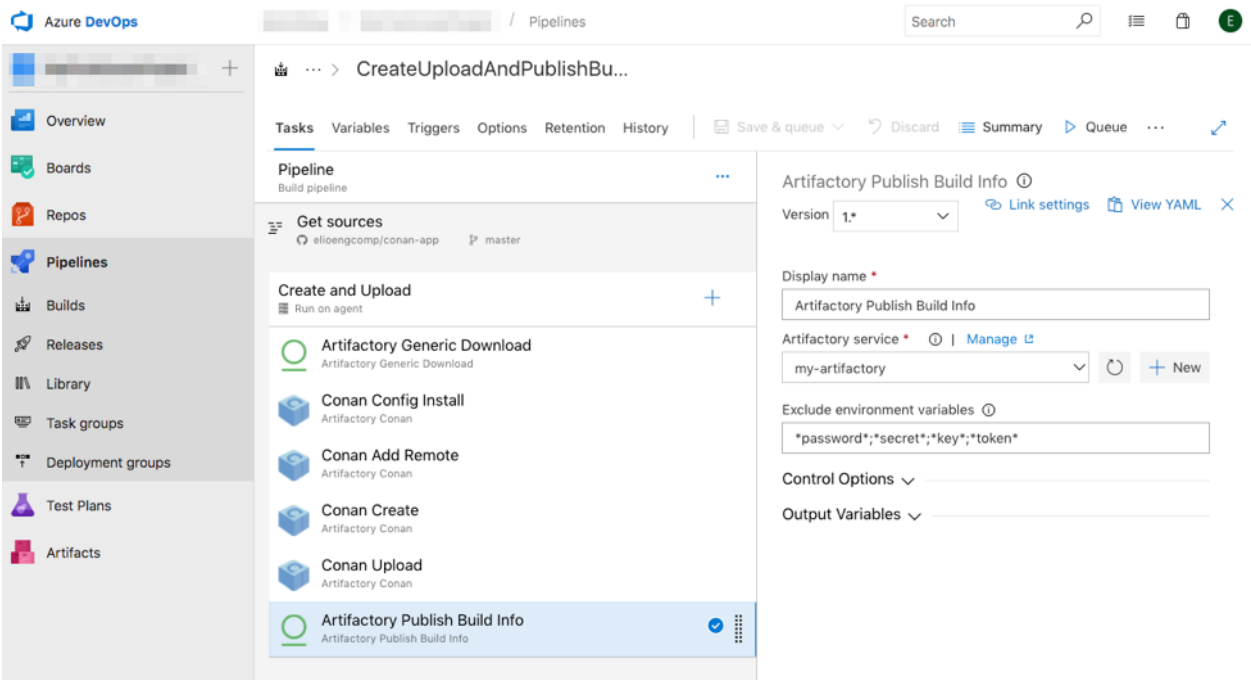 Azure DevOps
/ Pipelines
Search
E
CreateUploadAndPublishBu...
Overview
Boards
Repos
Pipelines
Builds
Releases
Library
Task groups
Deployment groups
Test Plans
Artifacts
Tasks Variables Triggers Options Retention History
Save & queue Discard Summary Queue ...
Pipeline
Build pipeline
Get sources
elioengcomp/conan-app master
Create and Upload
Run on agent
Artifactory Generic Download
Artifactory Generic Download
Conan Config Install
Artifactory Conan
Conan Add Remote
Artifactory Conan
Conan Create
Artifactory Conan
Conan Upload
Artifactory Conan
Artifactory Publish Build Info
Artifactory Publish Build Info
Artifactory Publish Build Info
Version 1.*
Link settings View YAML
Display name *
Artifactory Publish Build Info
Artifactory service * | Manage
my-artifactory
New
Exclude environment variables
*password*;*secret*;*key*;*token*
Control Options
Output Variables